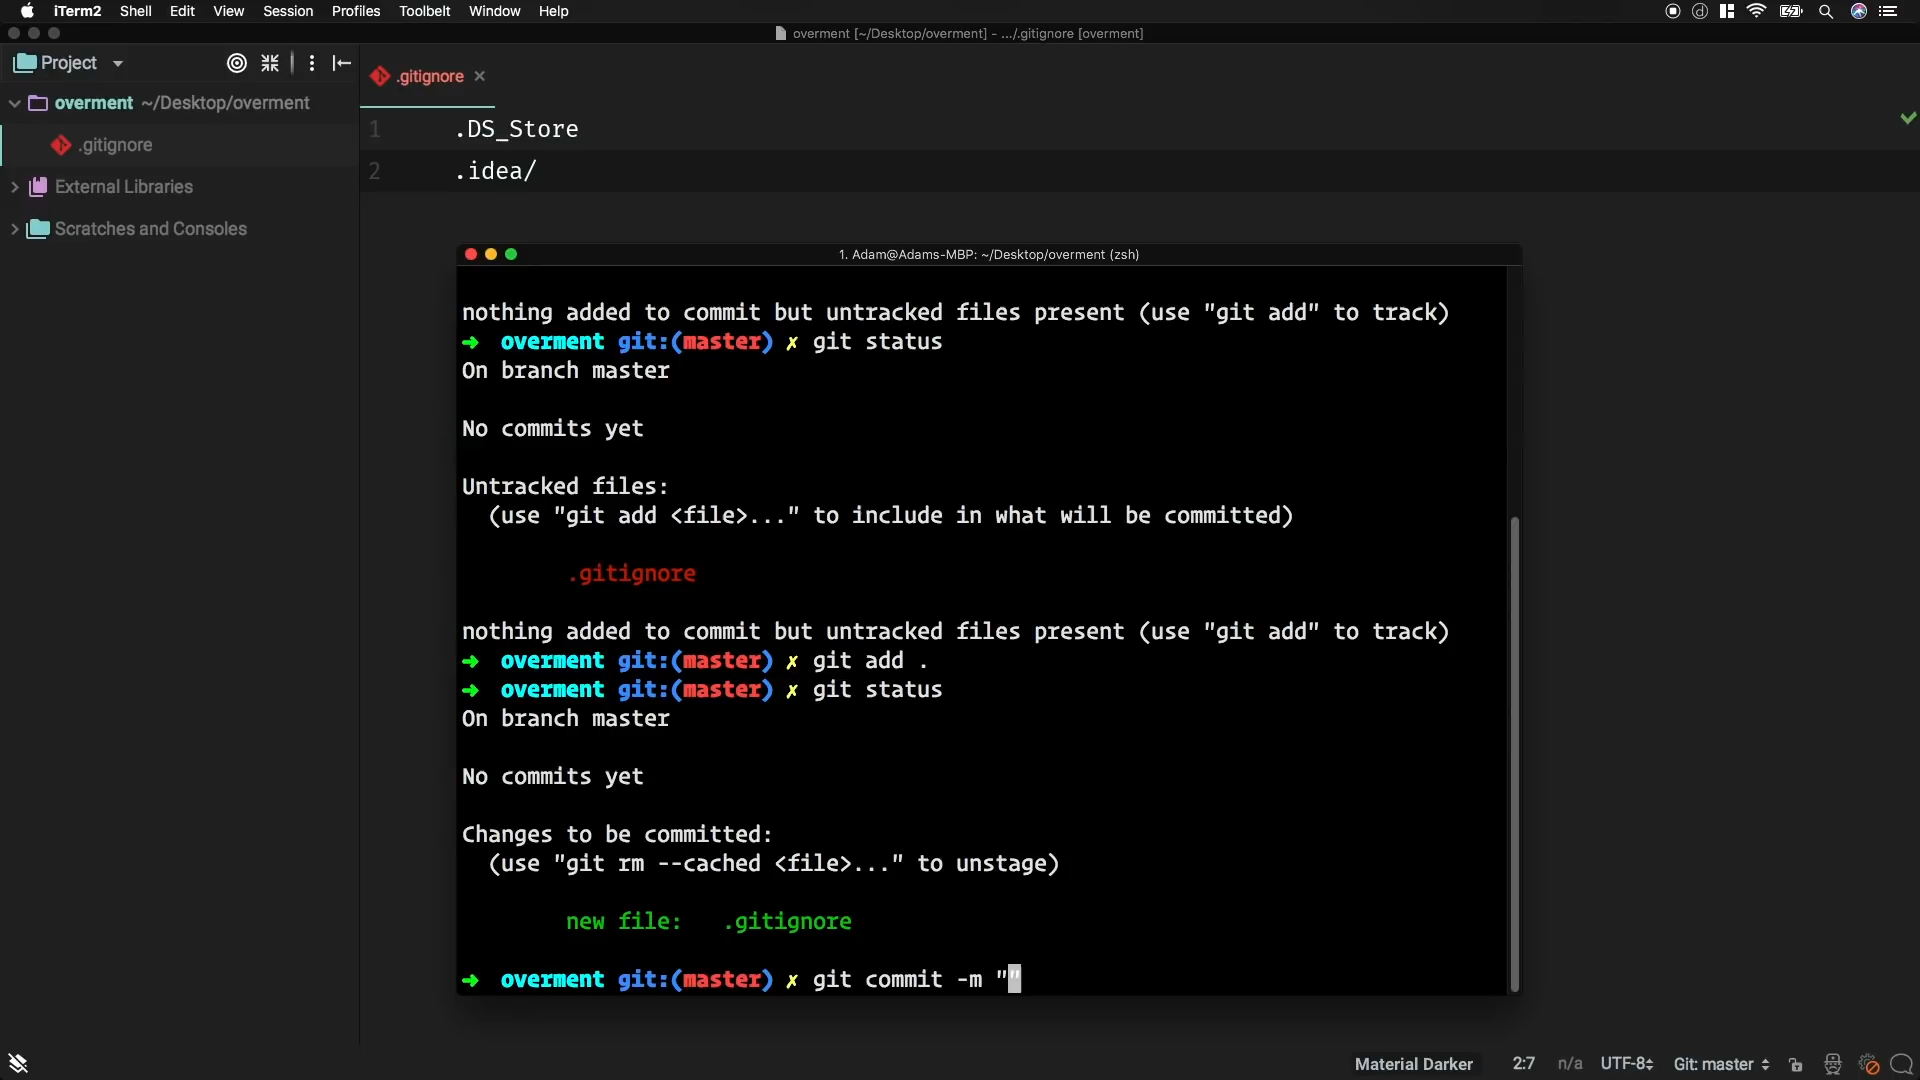 iTerm2 Shell Edit View Session Profiles Toolbelt Window Help
overment [~/Desktop/overment] - .../.gitignore [overment]
Project
.gitignore
overment ~/Desktop/overment
.gitignore
External Libraries
Scratches and Consoles
1 .DS_Store
2 .idea/
1. Adam@Adams-MBP: ~/Desktop/overment (zsh)
nothing added to commit but untracked files present (use "git add" to track)
➜ overment git:(master) ✗ git status
On branch master
No commits yet
Untracked files:
(use "git add <file>..." to include in what will be committed)
.gitignore
nothing added to commit but untracked files present (use "git add" to track)
➜ overment git:(master) ✗ git add .
➜ overment git:(master) ✗ git status
On branch master
No commits yet
Changes to be committed:
(use "git rm --cached <file>..." to unstage)
new file: .gitignore
➜ overment git:(master) ✗ git commit -m ""
Material Darker 2:7 n/a UTF-8 Git: master